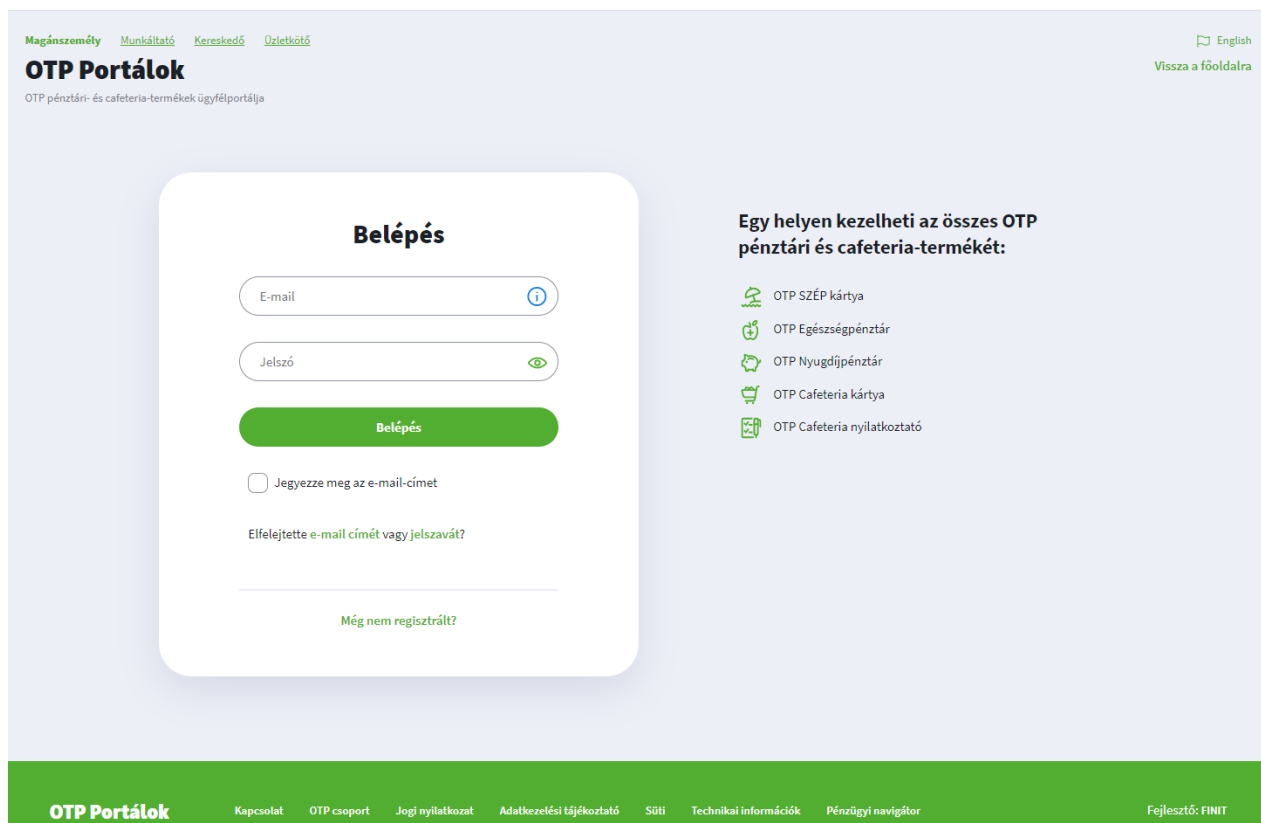 Magánszemély Munkáltató Kereskedő Üzletkötő
English
OTP Portálok
Vissza a főoldalra
OTP pénztári- és cafeteria-termékek ügyfélportálja
Belépés
E-mail
Jelszó
Belépés
Jegyezze meg az e-mail-címet
Elfelejtette e-mail címét vagy jelszavát?
Még nem regisztrált?
Egy helyen kezelheti az összes OTP
pénztári és cafeteria-termékét:
OTP SZÉP kártya
OTP Egészségpénztár
OTP Nyugdíjpénztár
OTP Cafeteria kártya
OTP Cafeteria nyilatkoztató
OTP Portálok Kapcsolat OTP csoport Jogi nyilatkozat Adatkezelési tájékoztató Süti Technikai információk Pénzügyi navigátor Fejlesztő: FINIT